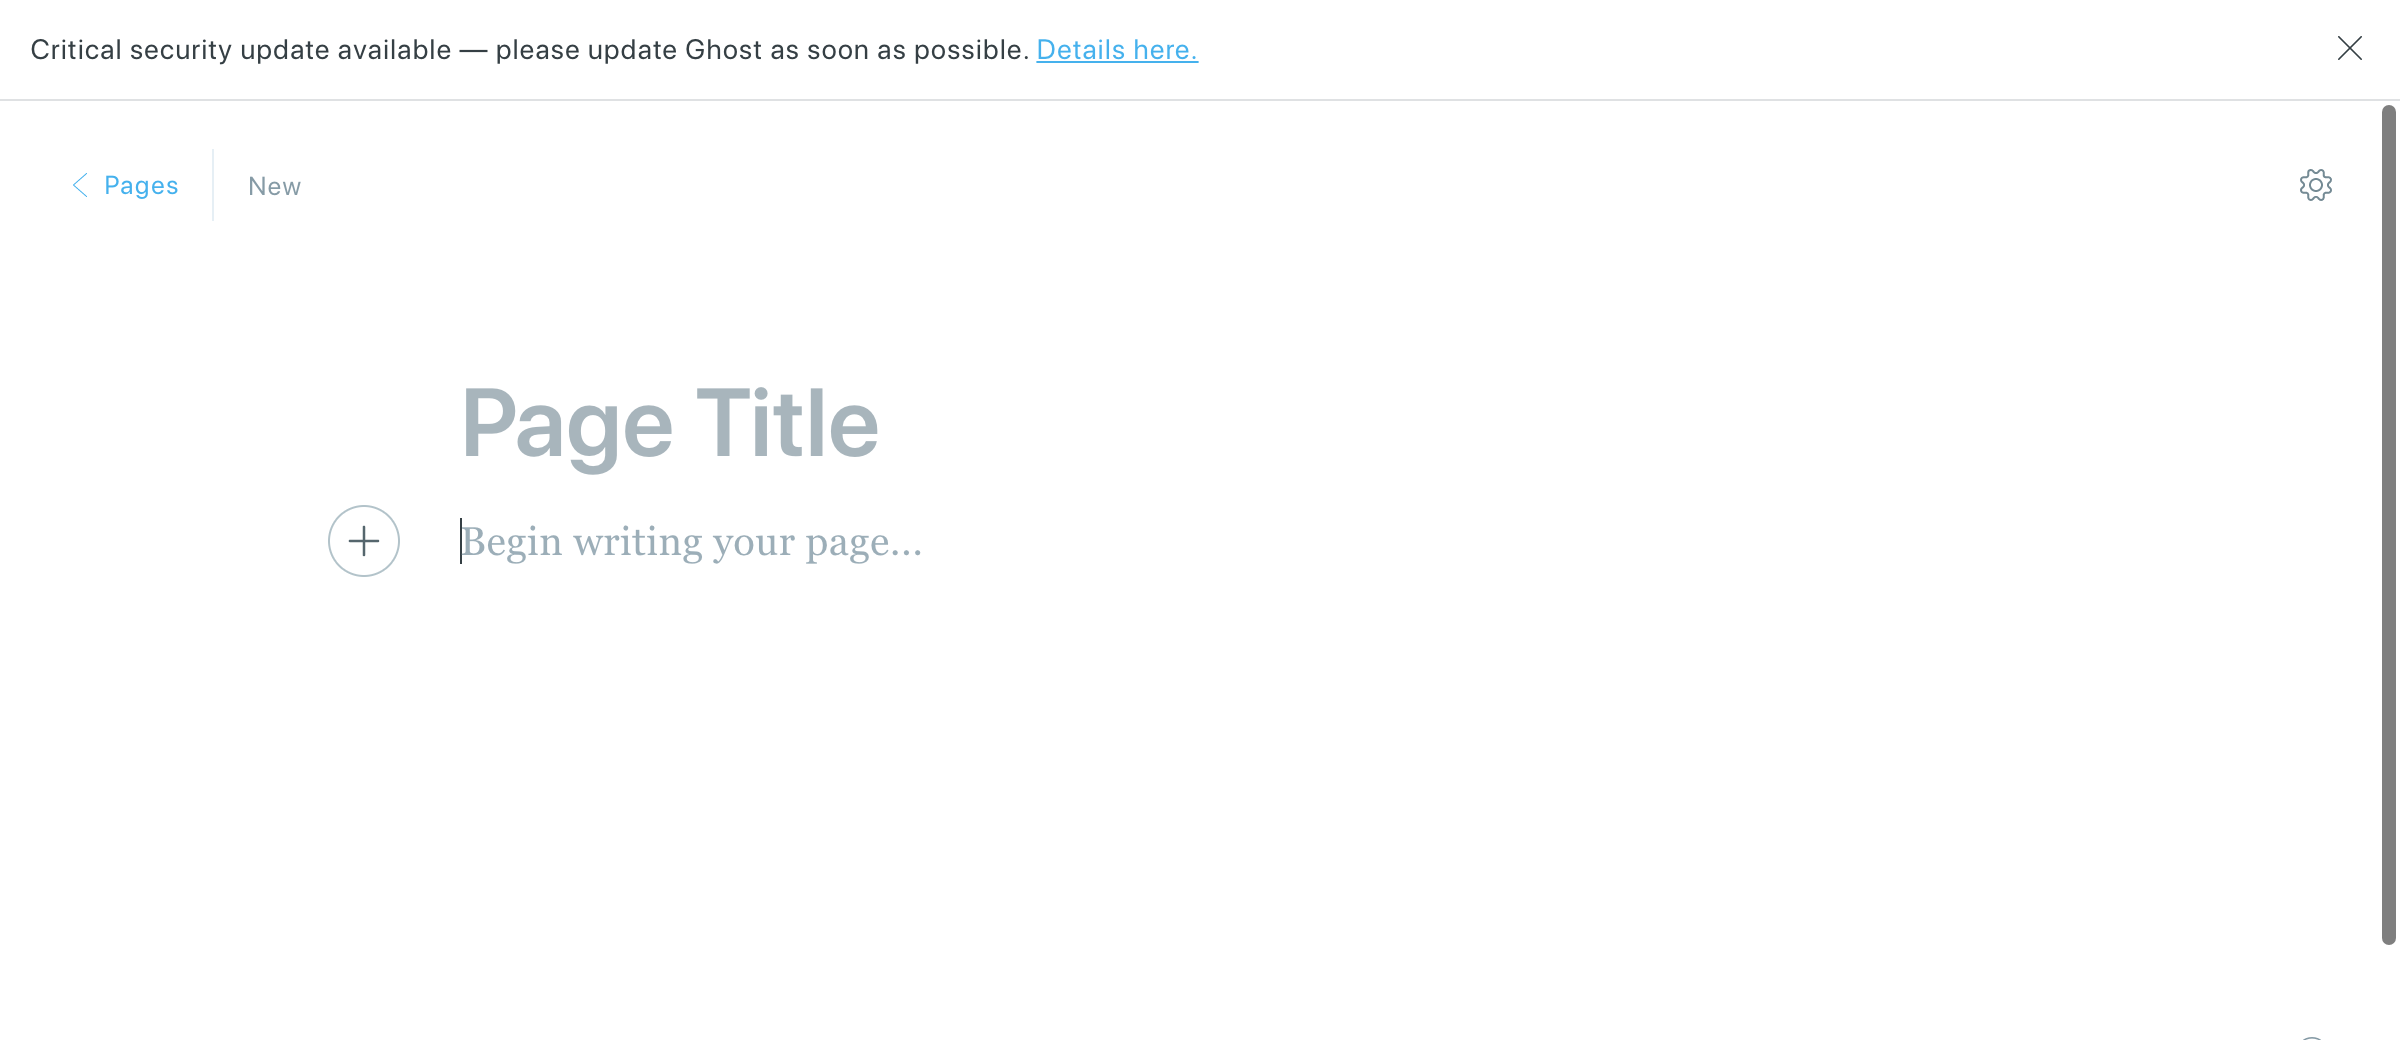 Critical security update available — please update Ghost as soon as possible. Details here.
Pages
New
Page Title
Begin writing your page...